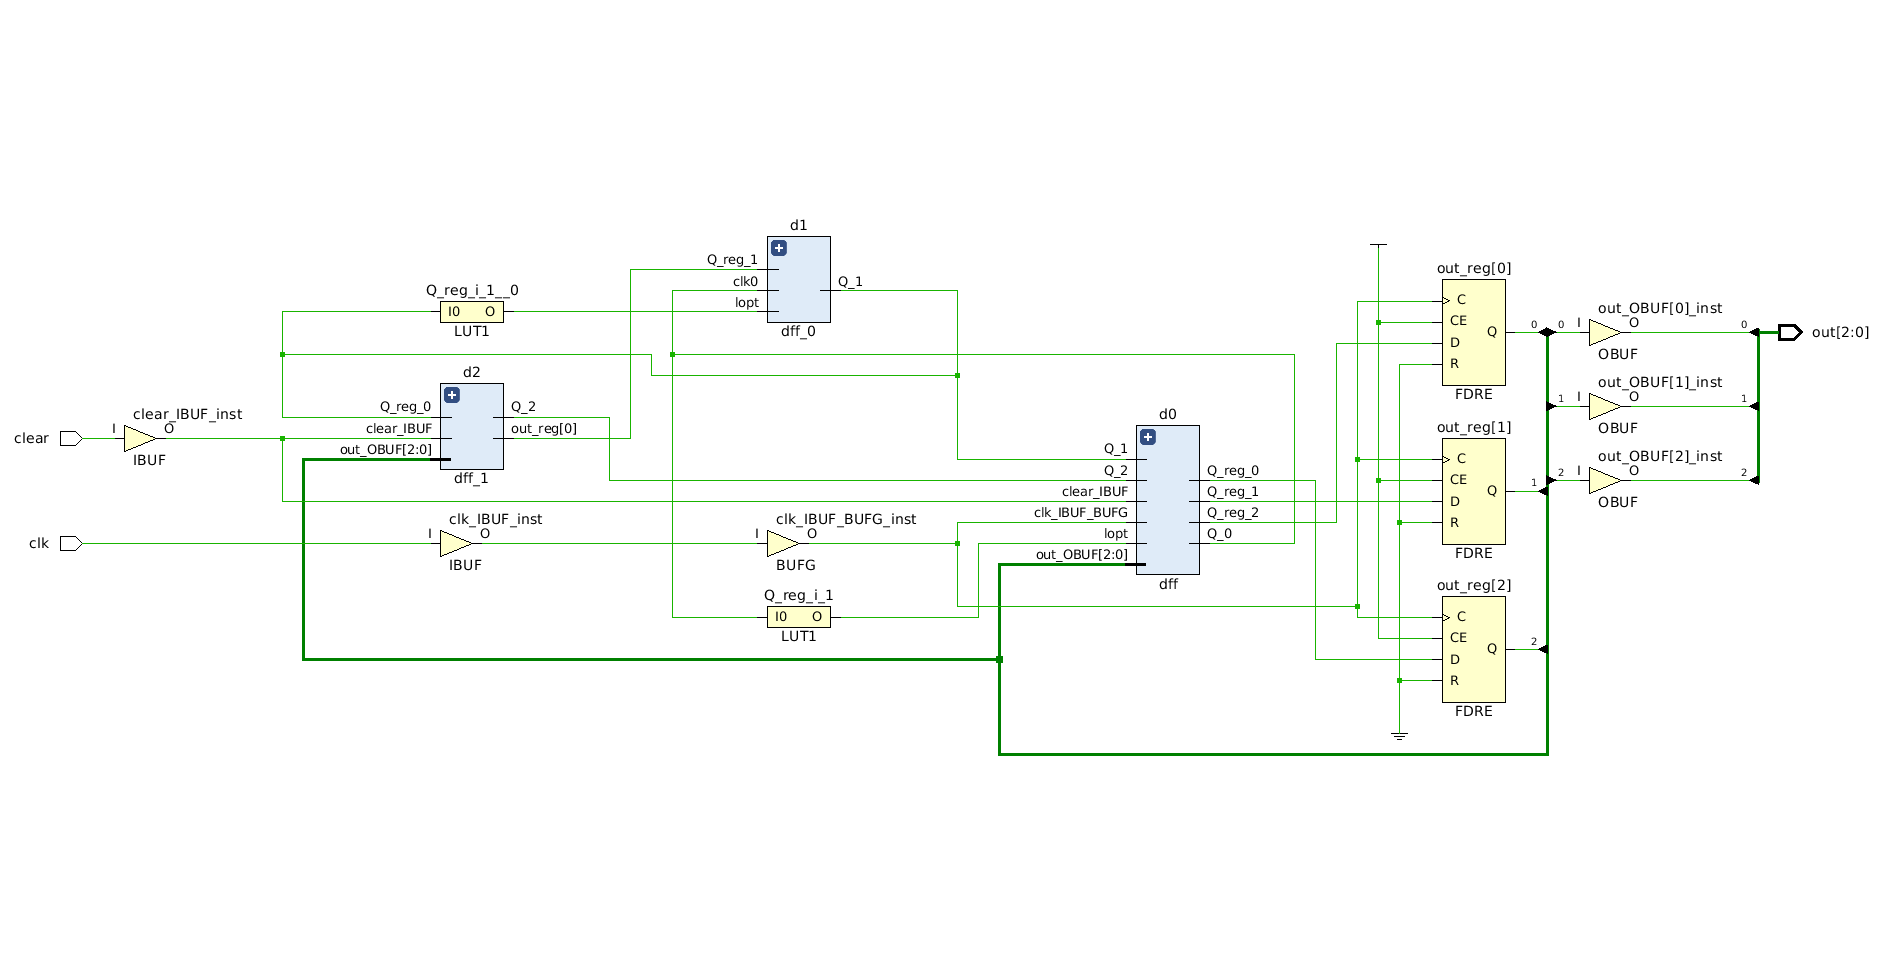 d1
Q_reg_1
clk0
lopt
Q_1
dff_0
Q_reg_i_1__0
I0 O
LUT1
d2
Q_reg_0
clear_IBUF
out_OBUF[2:0]
Q_2
out_reg[0]
dff_1
clear
clear_IBUF_inst
I O
IBUF
clk
clk_IBUF_inst
I O
IBUF
clk_IBUF_BUFG_inst
I O
BUFG
Q_reg_i_1
I0 O
LUT1
d0
Q_1
Q_2
clear_IBUF
clk_IBUF_BUFG
lopt
out_OBUF[2:0]
Q_reg_0
Q_reg_1
Q_reg_2
Q_0
dff
out_reg[0]
C
CE
D
R
Q
0
FDRE
out_reg[1]
C
CE
D
R
Q
1
FDRE
out_reg[2]
C
CE
D
R
Q
2
FDRE
out_OBUF[0]_inst
0 I O 0
OBUF
out_OBUF[1]_inst
1 I O 1
OBUF
out_OBUF[2]_inst
2 I O 2
OBUF
out[2:0]